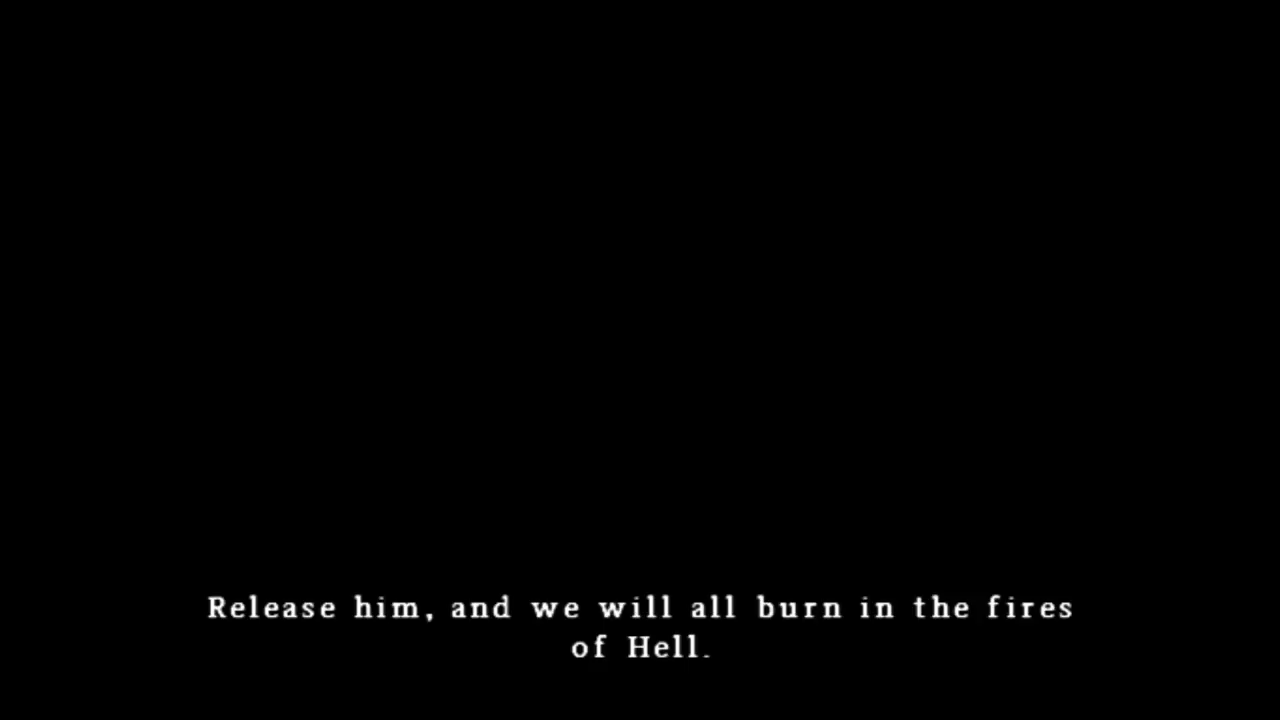 Release him, and we will all burn in the fires
of Hell.